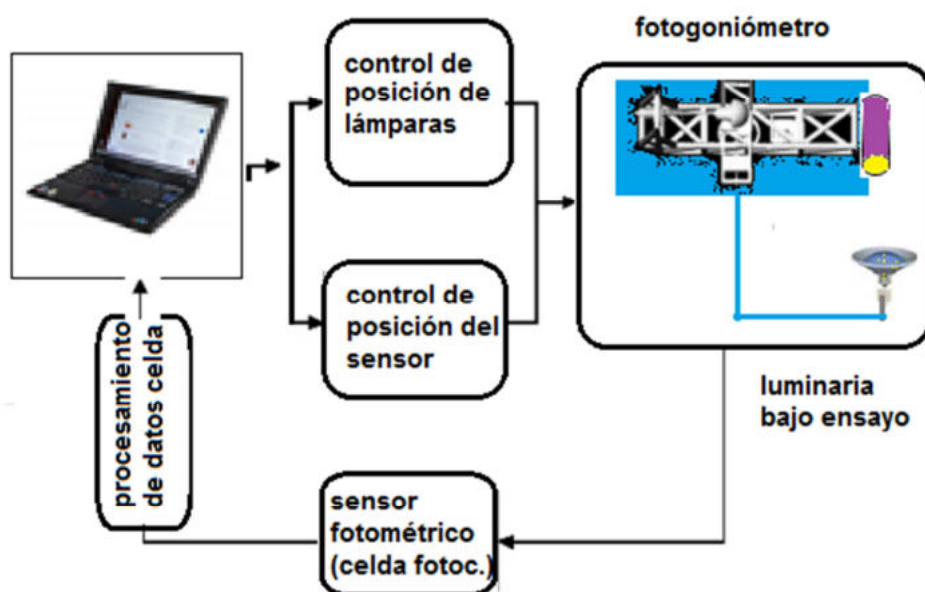 fotogoniómetro
control de
posición de
lámparas
control de
posición del
sensor
luminaria
bajo ensayo
procesamiento
de datos celda
sensor
fotométrico
(celda fotoc.)